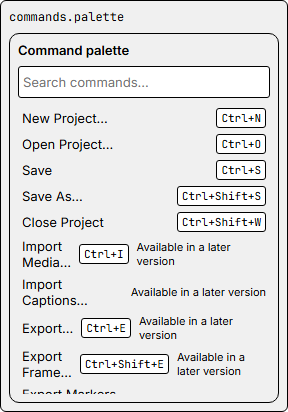 commands.palette
Command palette
Search commands...
New Project... Ctrl+N
Open Project... Ctrl+O
Save Ctrl+S
Save As... Ctrl+Shift+S
Close Project Ctrl+Shift+W
Import Media... Ctrl+I Available in a later version
Import Captions... Available in a later version
Export... Ctrl+E Available in a later version
Export Frame... Ctrl+Shift+E Available in a later version
Export Markers